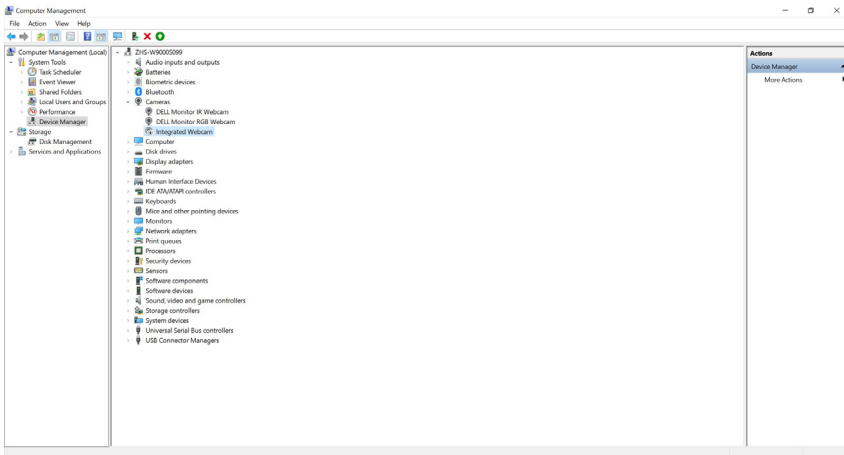 Computer Management
File Action View Help
Computer Management (Local)
System Tools
Task Scheduler
Event Viewer
Shared Folders
Local Users and Groups
Performance
Device Manager
Storage
Disk Management
Services and Applications
ZHS-W90005099
Audio inputs and outputs
Batteries
Biometric devices
Bluetooth
Cameras
DELL Monitor IR Webcam
DELL Monitor RGB Webcam
Integrated Webcam
Computer
Disk drives
Display adapters
Firmware
Human Interface Devices
IDE ATA/ATAPI controllers
Keyboards
Mice and other pointing devices
Monitors
Network adapters
Print queues
Processors
Security devices
Sensors
Software components
Software devices
Sound, video and game controllers
Storage controllers
System devices
Universal Serial Bus controllers
USB Connector Managers
Actions
Device Manager
More Actions